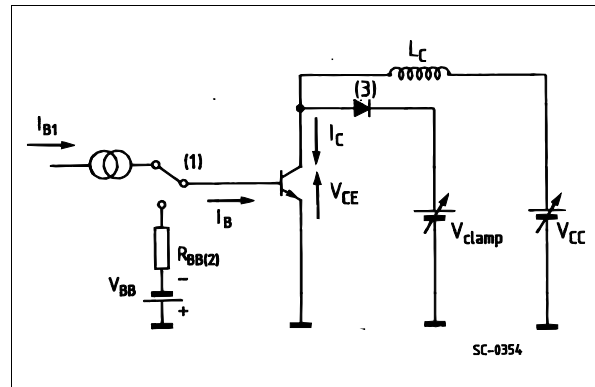 L_C
(3)
I_B1
(1)
I_C
V_CE
I_B
R_BB(2)
V_BB
-
+
V_clamp
V_CC
SC-0354